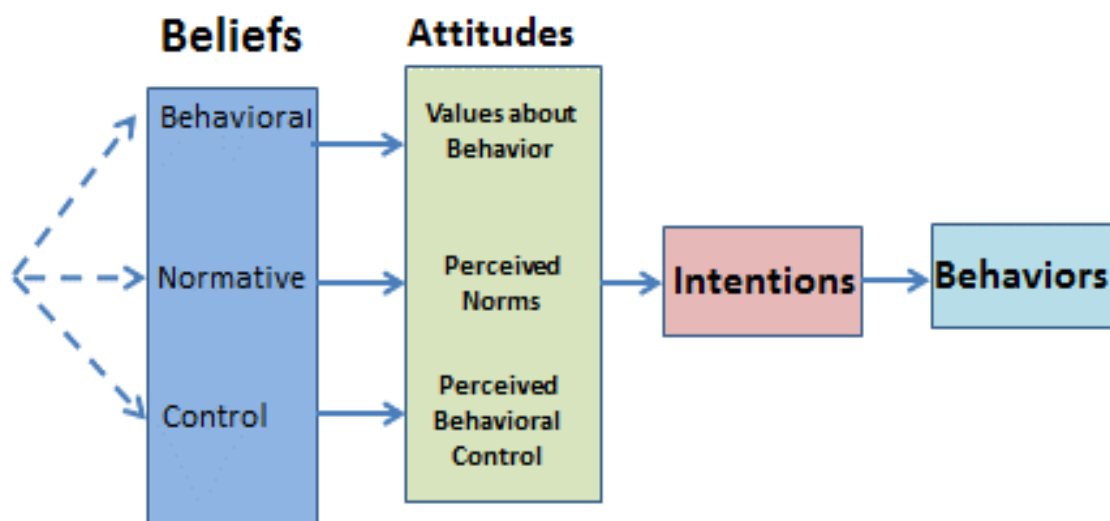 Beliefs
Attitudes
Behavioral
Values about
Behavior
Normative
Perceived
Norms
Intentions
Behaviors
Control
Perceived
Behavioral
Control